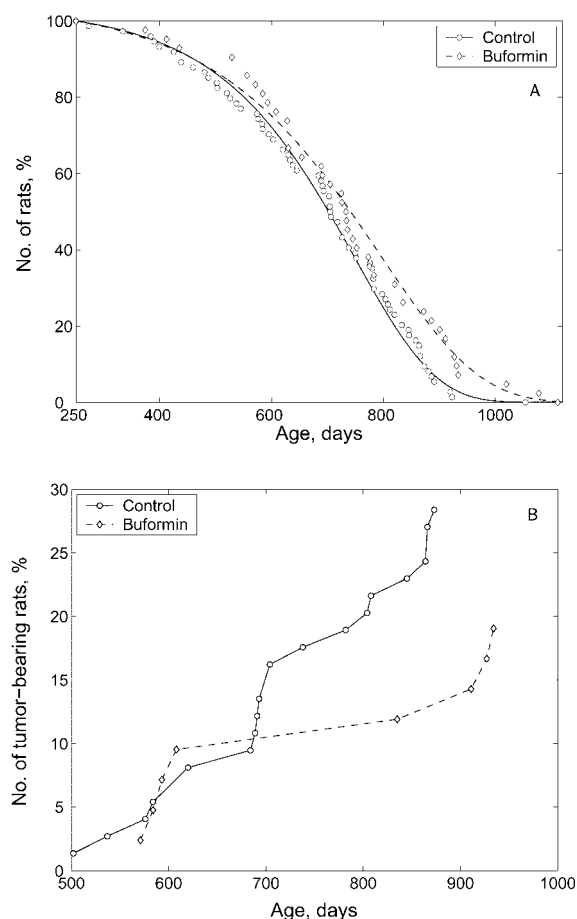 100
80
60
40
20
0
No. of rats, %
Control
Buformin
A
250
400
600
800
1000
Age, days
30
25
20
15
10
5
0
No. of tumor-bearing rats, %
Control
Buformin
B
500
600
700
800
900
1000
Age, days